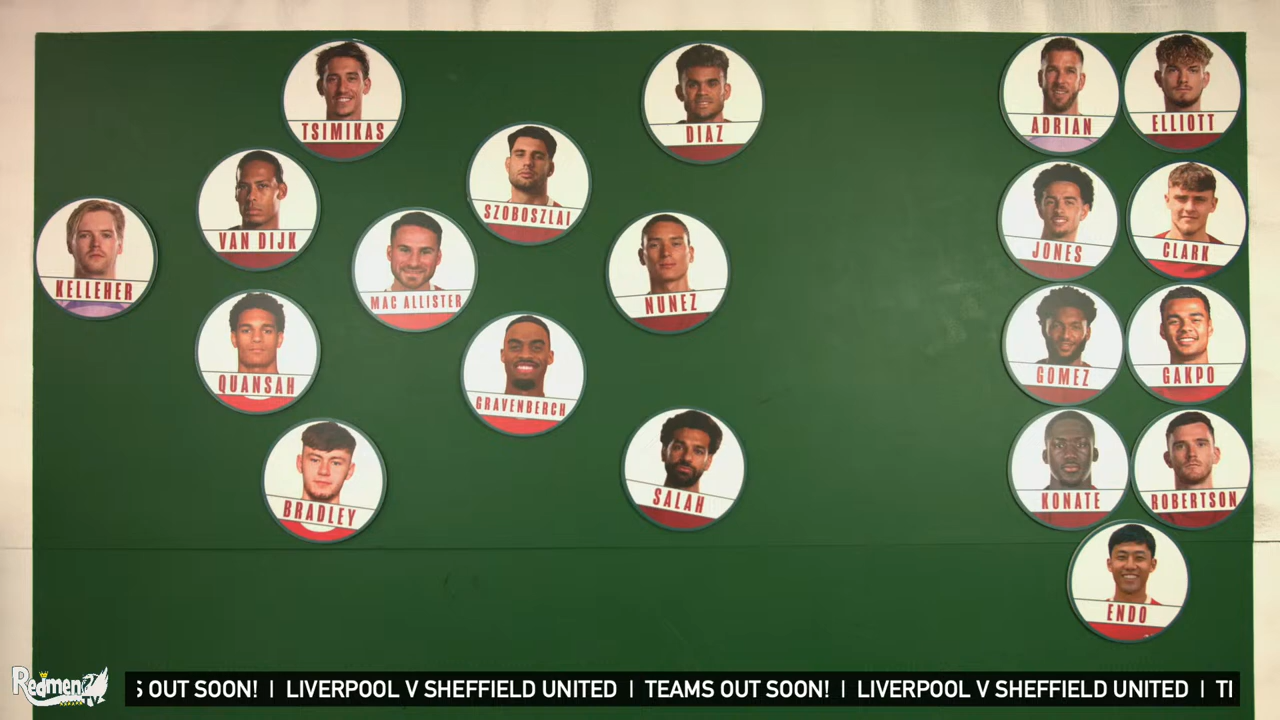 TSIMIKAS
DIAZ
ADRIAN
ELLIOTT
SZOBOSZLAI
VAN DIJK
JONES
CLARK
KELLEHER
MAC ALLISTER
NUNEZ
QUANSAH
GRAVENBERCH
GOMEZ
GAKPO
BRADLEY
SALAH
KONATE
ROBERTSON
ENDO
Redmen
S OUT SOON! | LIVERPOOL V SHEFFIELD UNITED | TEAMS OUT SOON! | LIVERPOOL V SHEFFIELD UNITED | TI